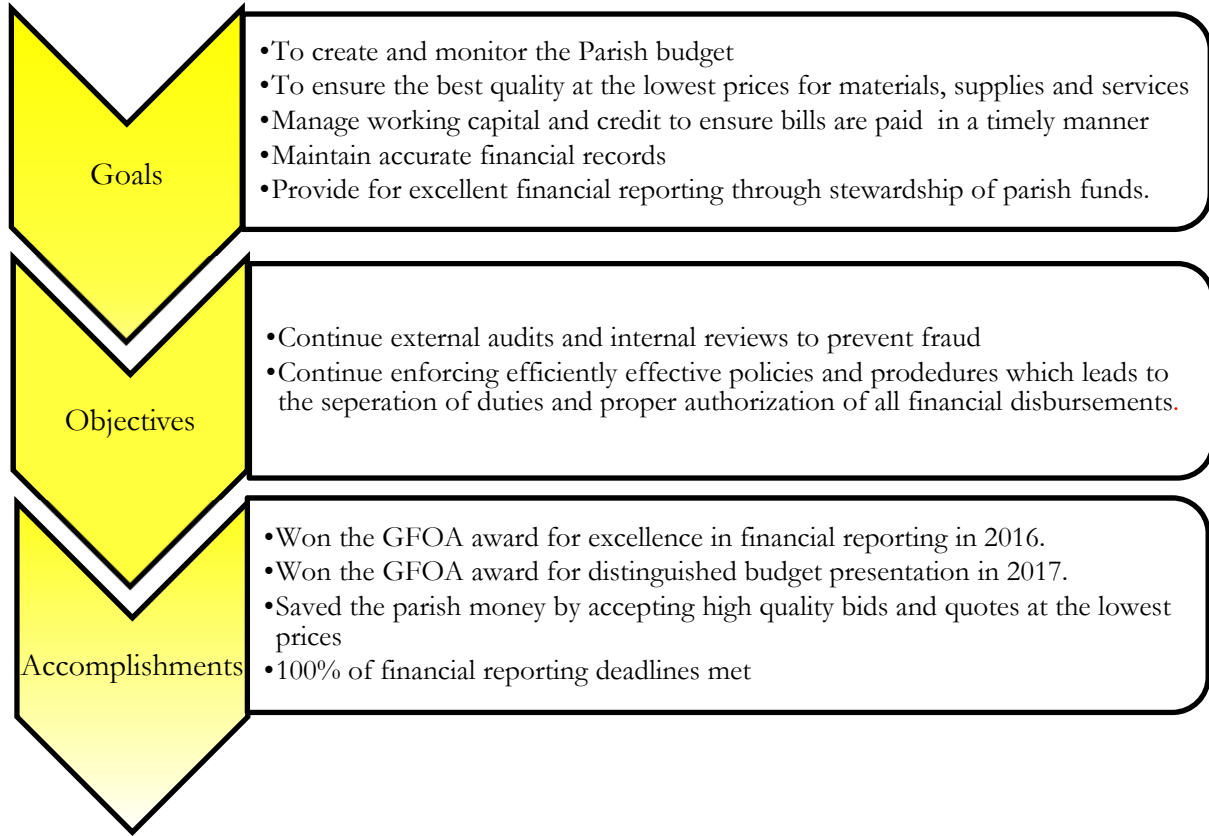 Goals
•To create and monitor the Parish budget
•To ensure the best quality at the lowest prices for materials, supplies and services
•Manage working capital and credit to ensure bills are paid  in a timely manner
•Maintain accurate financial records
•Provide for excellent financial reporting through stewardship of parish funds.
Objectives
•Continue external audits and internal reviews to prevent fraud
•Continue enforcing efficiently effective policies and prodedures which leads to
the seperation of duties and proper authorization of all financial disbursements.
Accomplishments
•Won the GFOA award for excellence in financial reporting in 2016.
•Won the GFOA award for distinguished budget presentation in 2017.
•Saved the parish money by accepting high quality bids and quotes at the lowest
prices
•100% of financial reporting deadlines met